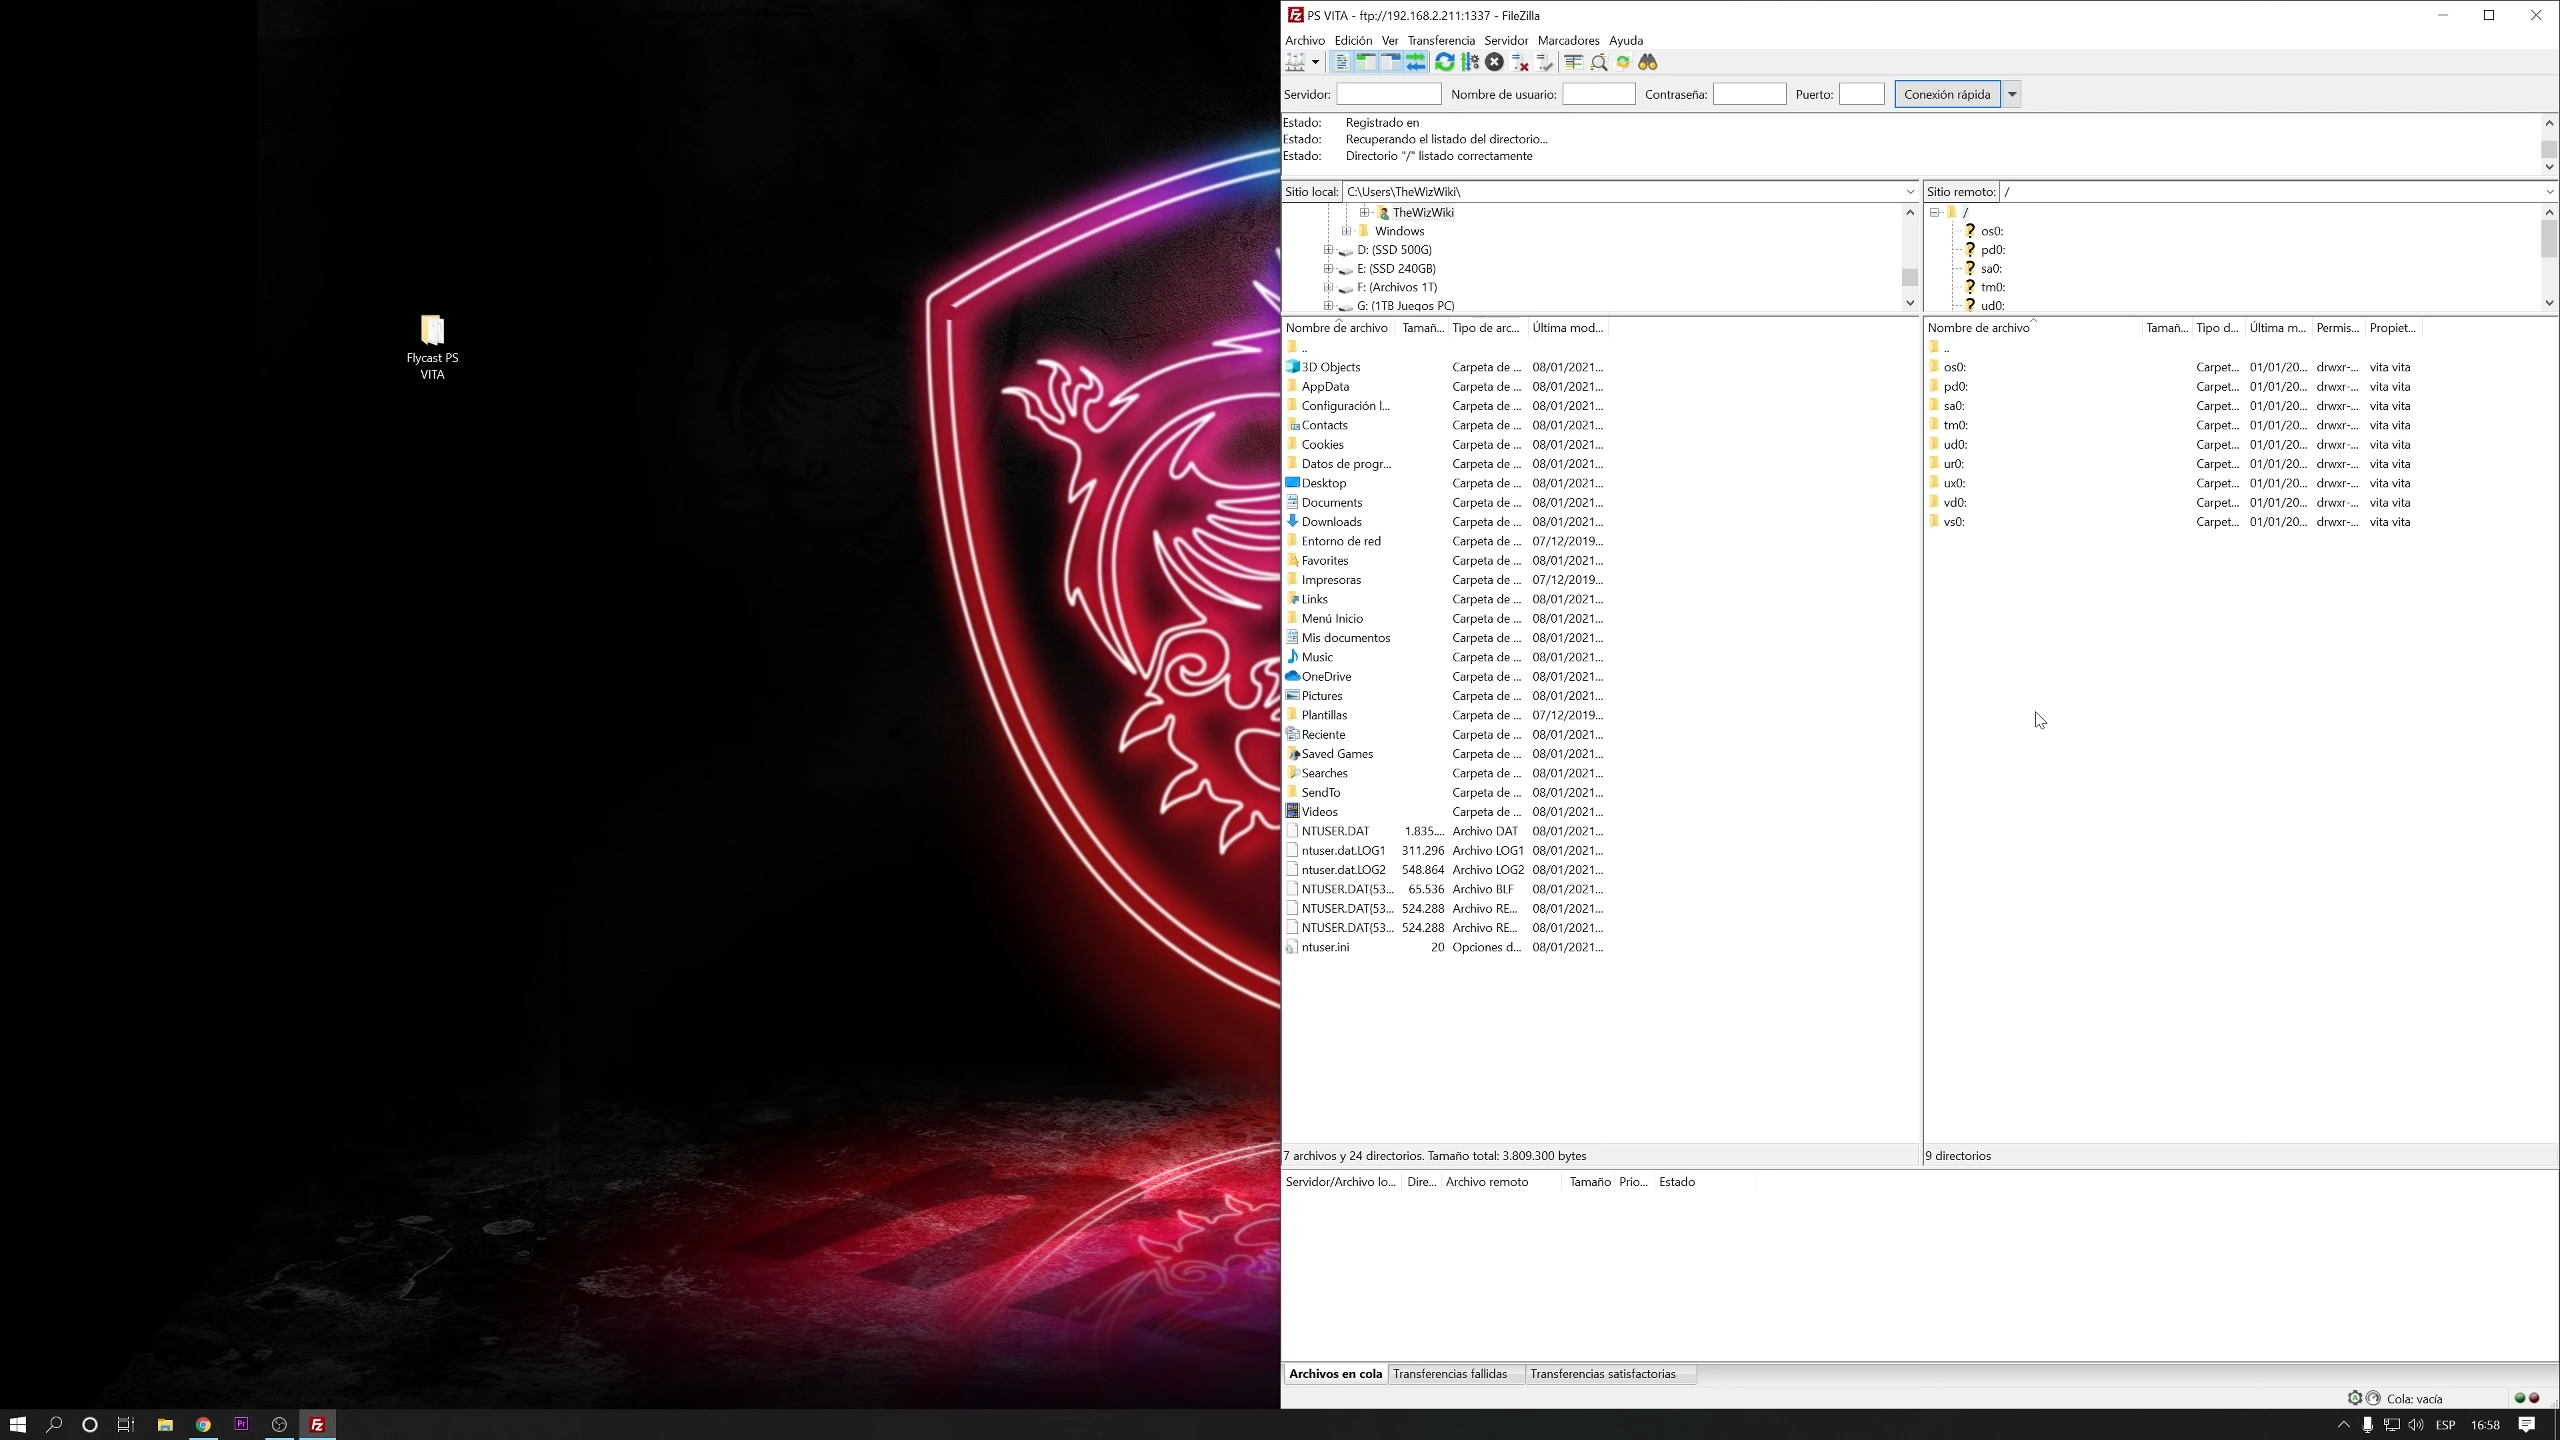 Flycast PS
VITA
PS VITA - ftp://192.168.2.211:1337 - FileZilla
Archivo Edición Ver Transferencia Servidor Marcadores Ayuda
Servidor: Nombre de usuario: Contraseña: Puerto: Conexión rápida
Estado: Registrado en
Estado: Recuperando el listado del directorio...
Estado: Directorio "/" listado correctamente
Sitio local: C:\Users\TheWizWiki\
TheWizWiki
Windows
D: (SSD 500G)
E: (SSD 240GB)
F: (Archivos 1T)
G: (1TB Juegos PC)
Sitio remoto: /
/
os0:
pd0:
sa0:
tm0:
ud0:
Nombre de archivo Tamañ... Tipo de arc... Última mod...
..
3D Objects Carpeta de ... 08/01/2021...
AppData Carpeta de ... 08/01/2021...
Configuración l... Carpeta de ... 08/01/2021...
Contacts Carpeta de ... 08/01/2021...
Cookies Carpeta de ... 08/01/2021...
Datos de progr... Carpeta de ... 08/01/2021...
Desktop Carpeta de ... 08/01/2021...
Documents Carpeta de ... 08/01/2021...
Downloads Carpeta de ... 08/01/2021...
Entorno de red Carpeta de ... 07/12/2019...
Favorites Carpeta de ... 08/01/2021...
Impresoras Carpeta de ... 07/12/2019...
Links Carpeta de ... 08/01/2021...
Menú Inicio Carpeta de ... 08/01/2021...
Mis documentos Carpeta de ... 08/01/2021...
Music Carpeta de ... 08/01/2021...
OneDrive Carpeta de ... 08/01/2021...
Pictures Carpeta de ... 08/01/2021...
Plantillas Carpeta de ... 07/12/2019...
Reciente Carpeta de ... 08/01/2021...
Saved Games Carpeta de ... 08/01/2021...
Searches Carpeta de ... 08/01/2021...
SendTo Carpeta de ... 08/01/2021...
Videos Carpeta de ... 08/01/2021...
NTUSER.DAT 1.835.... Archivo DAT 08/01/2021...
ntuser.dat.LOG1 311.296 Archivo LOG1 08/01/2021...
ntuser.dat.LOG2 548.864 Archivo LOG2 08/01/2021...
NTUSER.DAT{53... 65.536 Archivo BLF 08/01/2021...
NTUSER.DAT{53... 524.288 Archivo RE... 08/01/2021...
NTUSER.DAT{53... 524.288 Archivo RE... 08/01/2021...
ntuser.ini 20 Opciones d... 08/01/2021...
7 archivos y 24 directorios. Tamaño total: 3.809.300 bytes
Nombre de archivo Tamañ... Tipo d... Última m... Permis... Propiet...
..
os0: Carpet... 01/01/20... drwxr-... vita vita
pd0: Carpet... 01/01/20... drwxr-... vita vita
sa0: Carpet... 01/01/20... drwxr-... vita vita
tm0: Carpet... 01/01/20... drwxr-... vita vita
ud0: Carpet... 01/01/20... drwxr-... vita vita
ur0: Carpet... 01/01/20... drwxr-... vita vita
ux0: Carpet... 01/01/20... drwxr-... vita vita
vd0: Carpet... 01/01/20... drwxr-... vita vita
vs0: Carpet... 01/01/20... drwxr-... vita vita
9 directorios
Servidor/Archivo lo... Dire... Archivo remoto Tamaño Prio... Estado
Archivos en cola Transferencias fallidas Transferencias satisfactorias
Cola: vacía
Pr
ESP 16:58